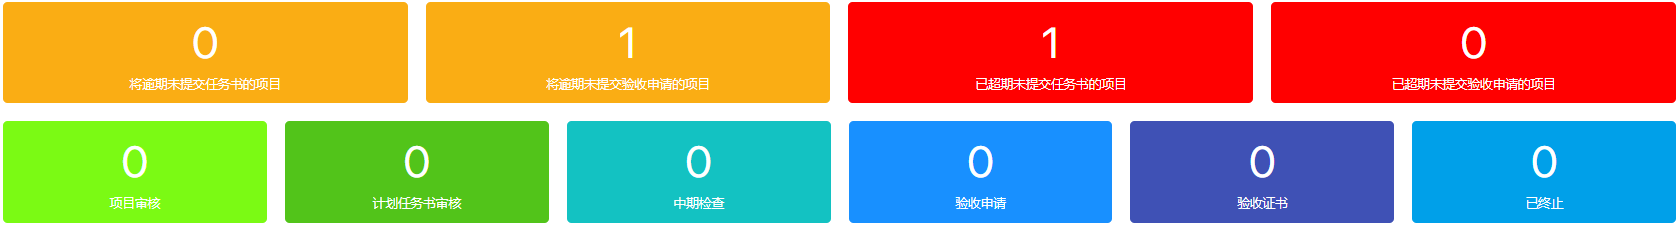 0
将逾期未提交任务书的项目
1
将逾期未提交验收申请的项目
1
已超期未提交任务书的项目
0
已超期未提交验收申请的项目
0
项目审核
0
计划任务书审核
0
中期检查
0
验收申请
0
验收证书
0
已终止